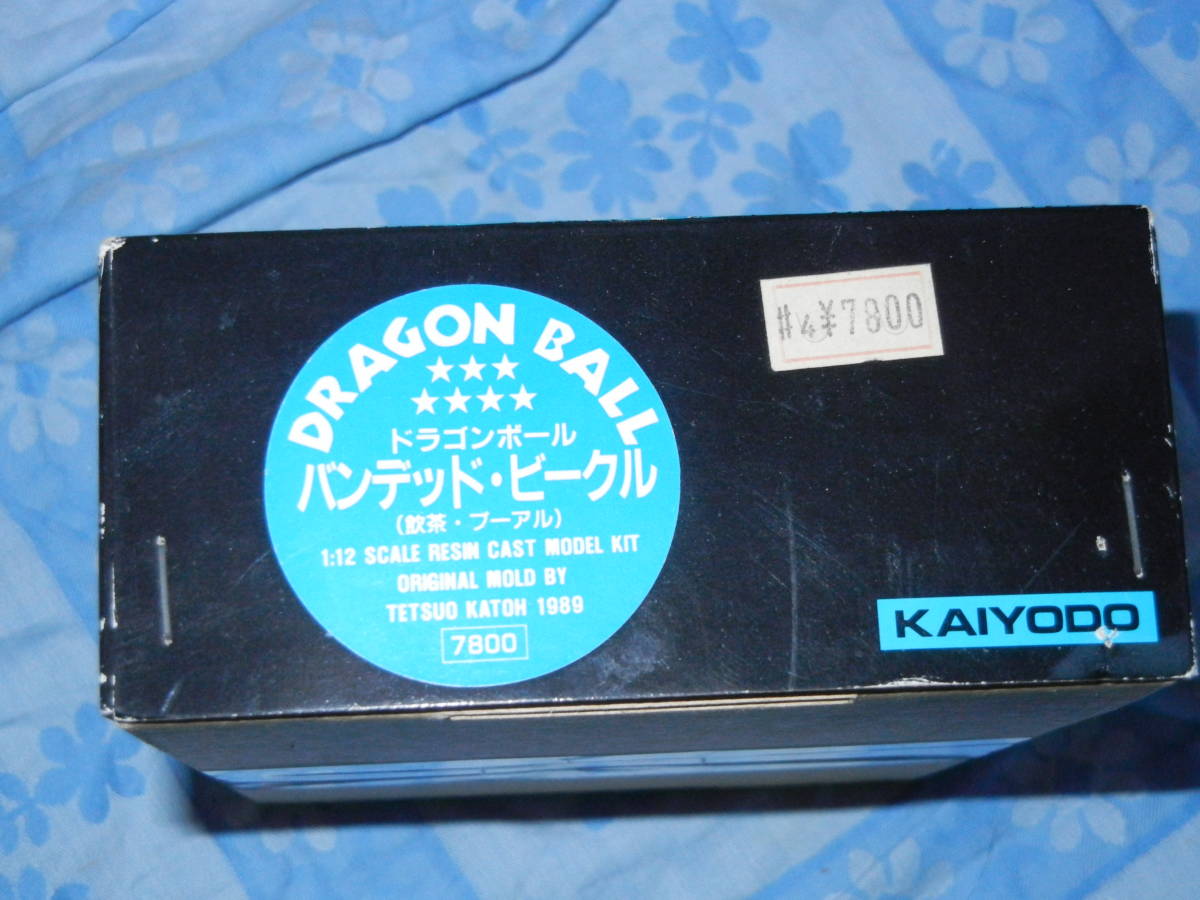 DRAGON BALL
ドラゴンボール
バンデッド・ビークル
(飲茶・プーアル)
1:12 SCALE RESIN CAST MODEL KIT
ORIGINAL MOLD BY
TETSUO KATOH 1989
7800
#4¥7800
KAIYODO